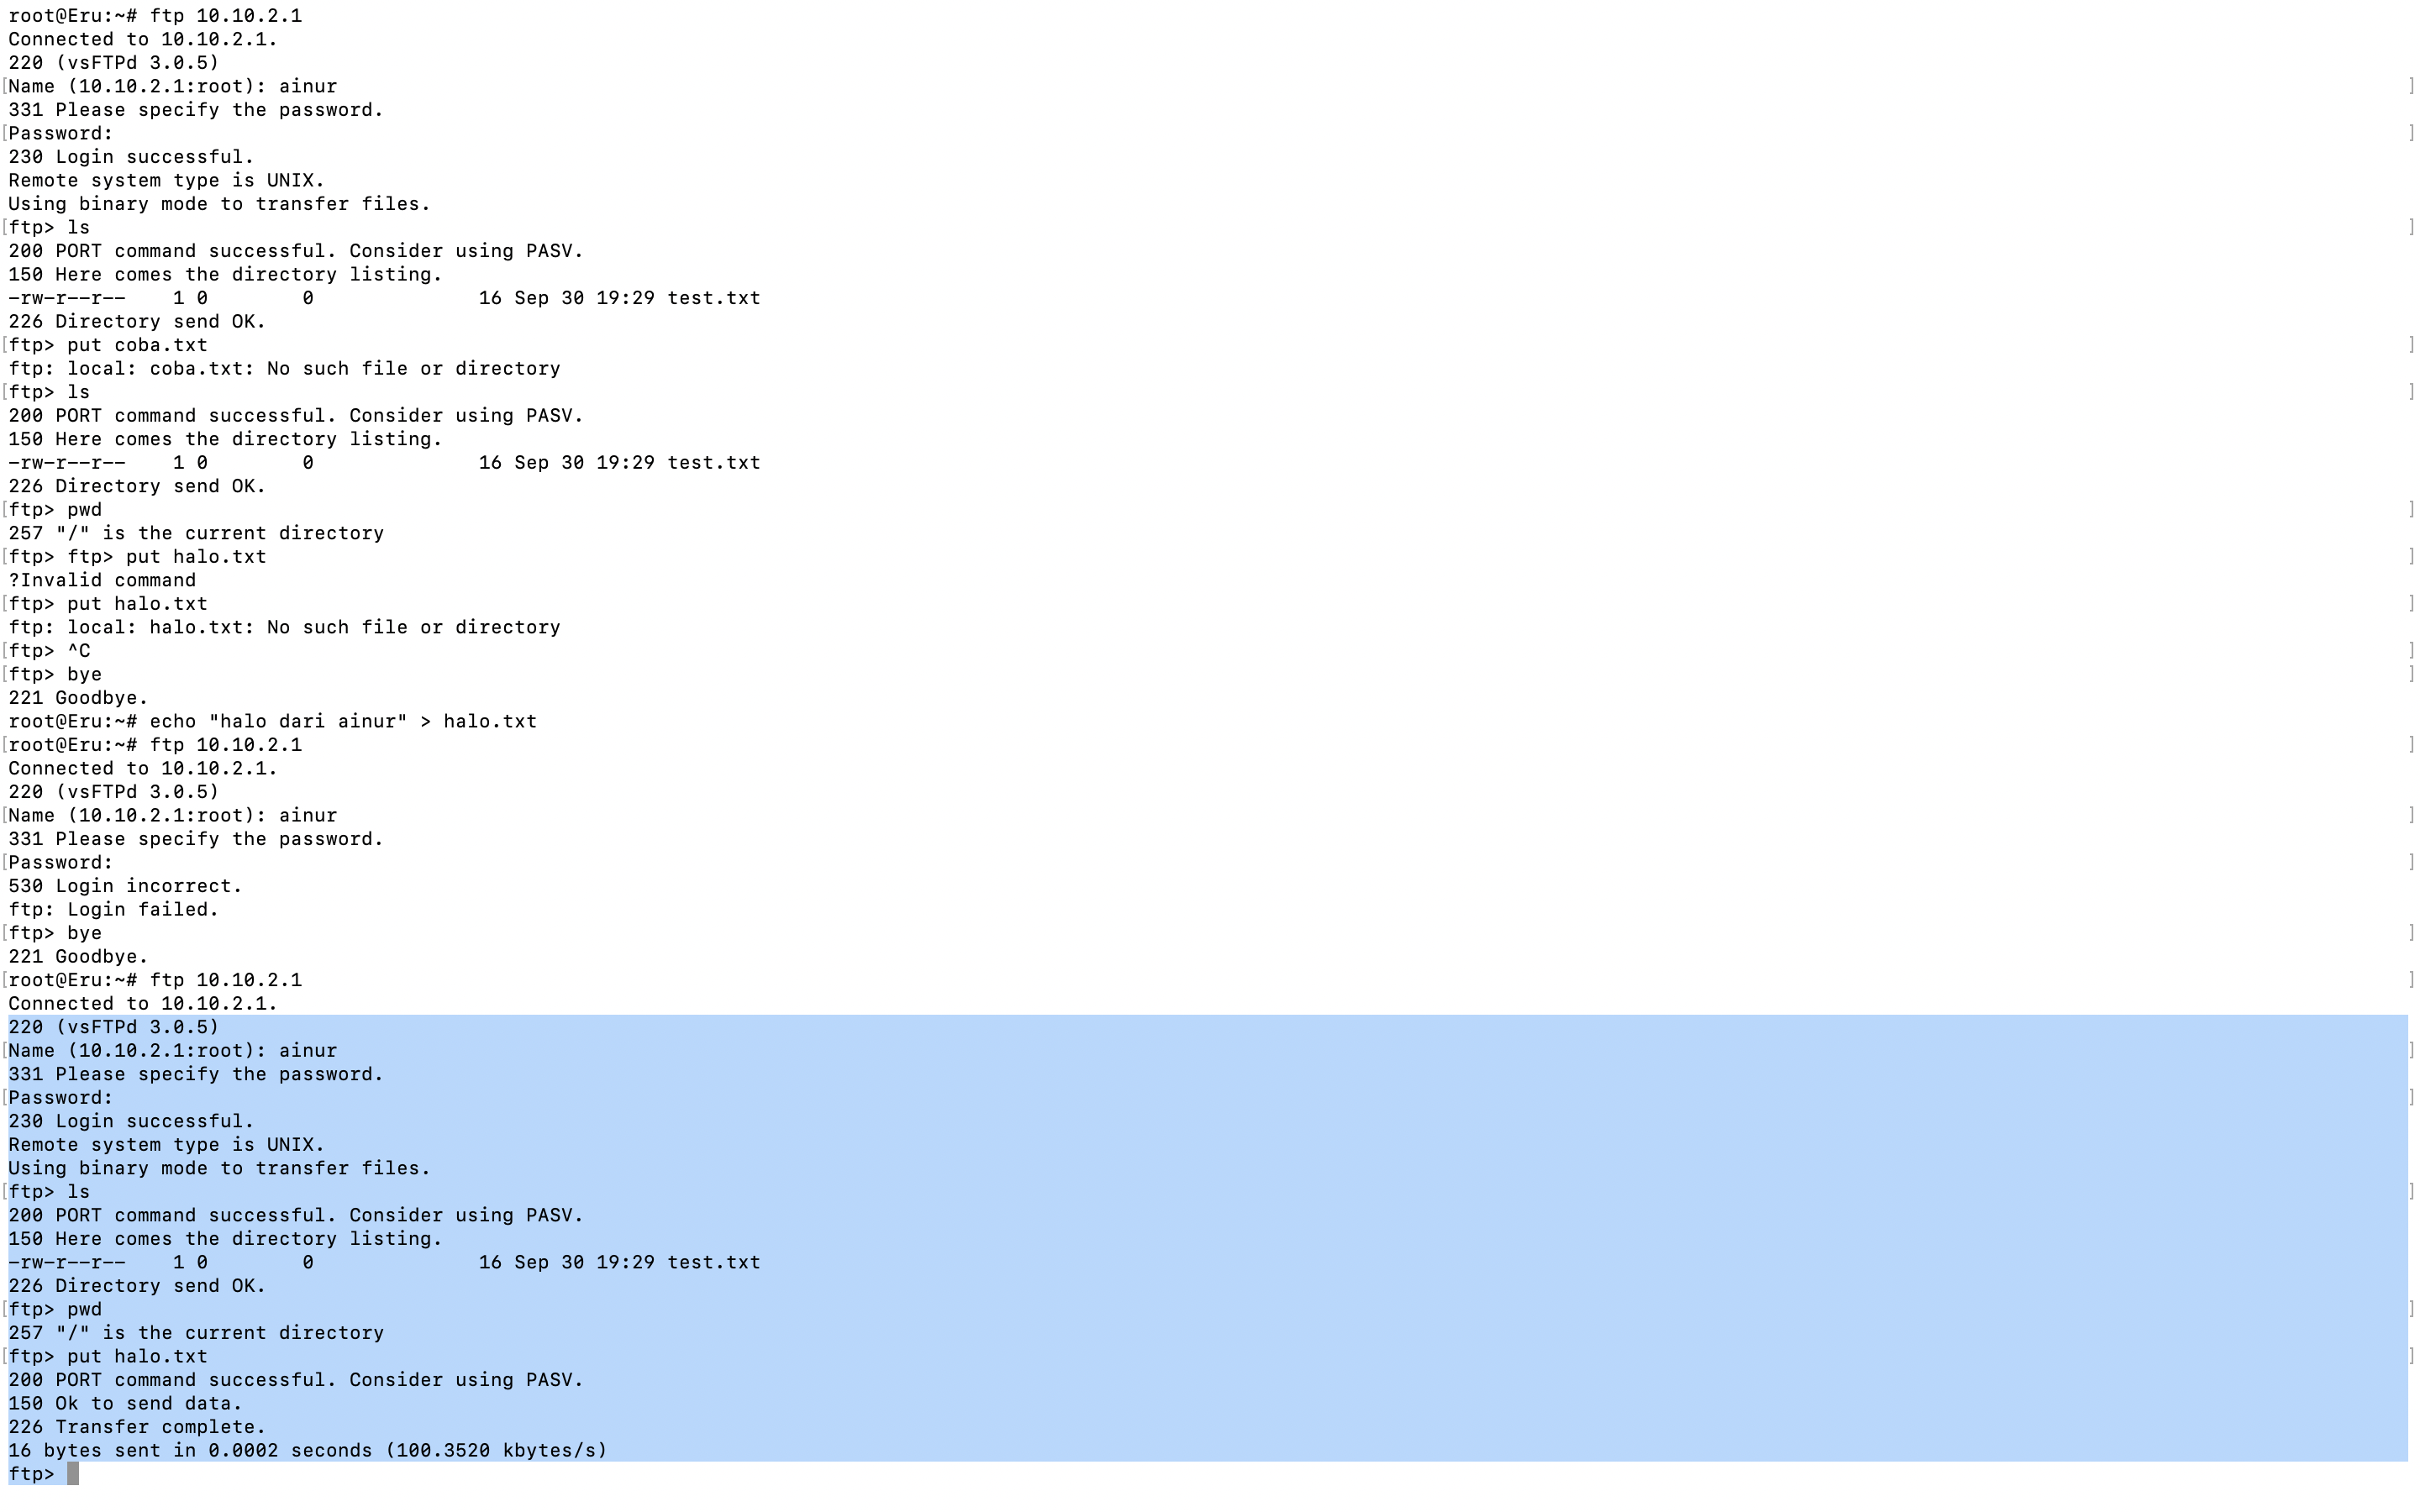 root@Eru:~# ftp 10.10.2.1
Connected to 10.10.2.1.
220 (vsFTPd 3.0.5)
[Name (10.10.2.1:root): ainur ]
331 Please specify the password.
[Password: ]
230 Login successful.
Remote system type is UNIX.
Using binary mode to transfer files.
[ftp> ls ]
200 PORT command successful. Consider using PASV.
150 Here comes the directory listing.
-rw-r--r--    1 0        0              16 Sep 30 19:29 test.txt
226 Directory send OK.
[ftp> put coba.txt ]
ftp: local: coba.txt: No such file or directory
[ftp> ls ]
200 PORT command successful. Consider using PASV.
150 Here comes the directory listing.
-rw-r--r--    1 0        0              16 Sep 30 19:29 test.txt
226 Directory send OK.
[ftp> pwd ]
257 "/" is the current directory
[ftp> ftp> put halo.txt ]
?Invalid command
[ftp> put halo.txt ]
ftp: local: halo.txt: No such file or directory
[ftp> ^C ]
[ftp> bye ]
221 Goodbye.
root@Eru:~# echo "halo dari ainur" > halo.txt
[root@Eru:~# ftp 10.10.2.1 ]
Connected to 10.10.2.1.
220 (vsFTPd 3.0.5)
[Name (10.10.2.1:root): ainur ]
331 Please specify the password.
[Password: ]
530 Login incorrect.
ftp: Login failed.
[ftp> bye ]
221 Goodbye.
[root@Eru:~# ftp 10.10.2.1 ]
Connected to 10.10.2.1.
220 (vsFTPd 3.0.5)
[Name (10.10.2.1:root): ainur ]
331 Please specify the password.
[Password: ]
230 Login successful.
Remote system type is UNIX.
Using binary mode to transfer files.
[ftp> ls ]
200 PORT command successful. Consider using PASV.
150 Here comes the directory listing.
-rw-r--r--    1 0        0              16 Sep 30 19:29 test.txt
226 Directory send OK.
[ftp> pwd ]
257 "/" is the current directory
[ftp> put halo.txt ]
200 PORT command successful. Consider using PASV.
150 Ok to send data.
226 Transfer complete.
16 bytes sent in 0.0002 seconds (100.3520 kbytes/s)
ftp>